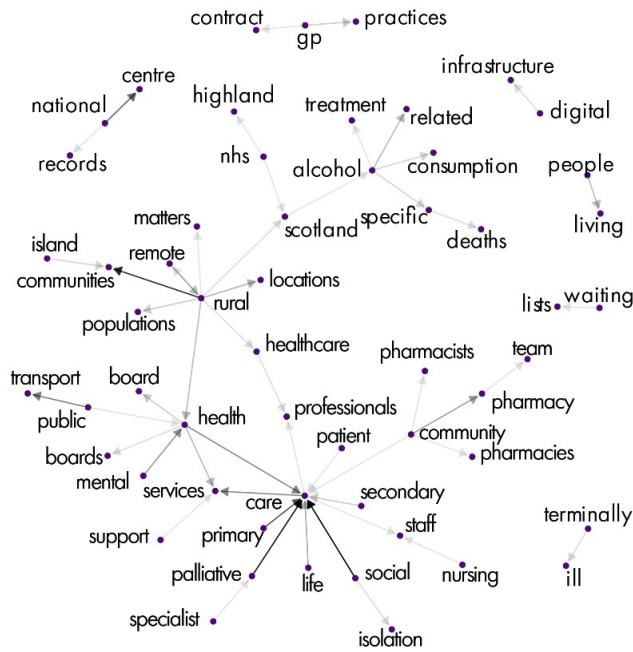 contract
practices
gp
infrastructure
centre
highland
treatment
related
national
digital
nhs
alcohol
consumption
people
records
matters
specific
living
island
remote
scotland
deaths
communities
locations
rural
lists
waiting
populations
healthcare
pharmacists
team
transport
board
professionals
pharmacy
public
health
patient
community
boards
pharmacies
mental
services
care
secondary
terminally
support
primary
staff
palliative
life
social
nursing
ill
specialist
isolation